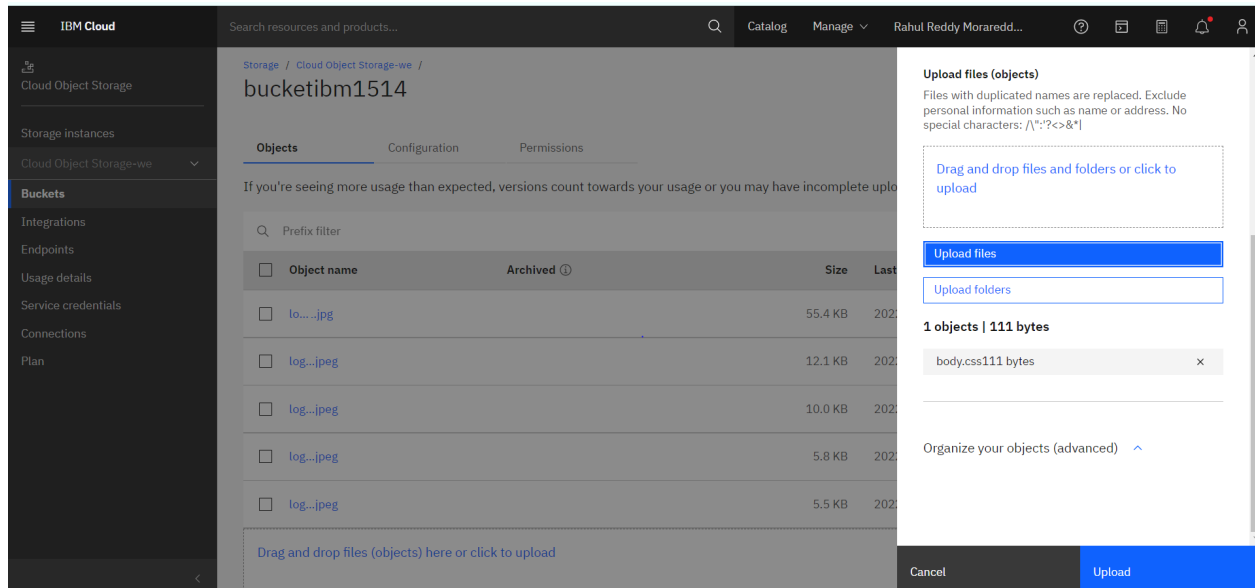 IBM Cloud
Search resources and products...
Catalog
Manage
Rahul Reddy Moraredd...
Cloud Object Storage
Storage instances
Cloud Object Storage-we
Buckets
Integrations
Endpoints
Usage details
Service credentials
Connections
Plan
Storage / Cloud Object Storage-we /
bucketibm1514
Objects
Configuration
Permissions
If you're seeing more usage than expected, versions count towards your usage or you may have incomplete uplo
Prefix filter
Object name Archived Size Last
lo... ..jpg 55.4 KB 202
log...jpeg 12.1 KB 202
log...jpeg 10.0 KB 202
log...jpeg 5.8 KB 202
log...jpeg 5.5 KB 202
Drag and drop files (objects) here or click to upload
Upload files (objects)
Files with duplicated names are replaced. Exclude
personal information such as name or address. No
special characters: /\":'?<>&*|
Drag and drop files and folders or click to
upload
Upload files
Upload folders
1 objects | 111 bytes
body.css111 bytes
Organize your objects (advanced)
Cancel
Upload